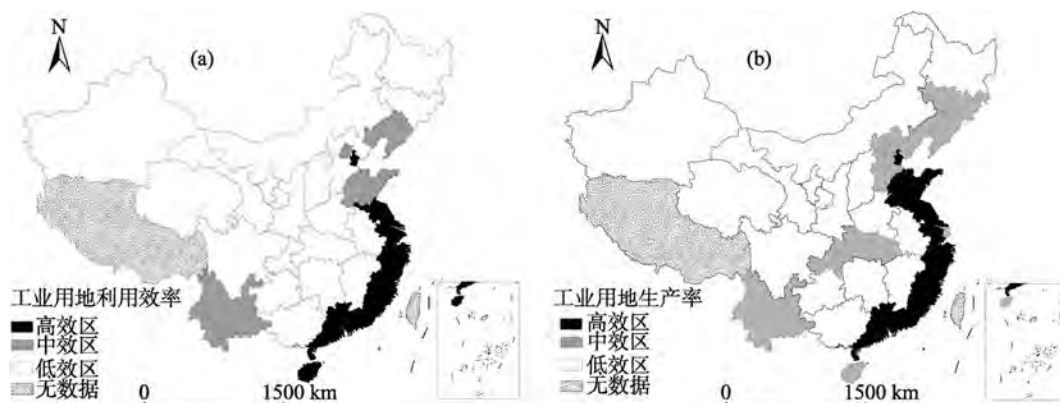 N
(a)
工业用地利用效率
高效区
中效区
低效区
无数据
0 1500 km
N
(b)
工业用地生产率
高效区
中效区
低效区
无数据
0 1500 km